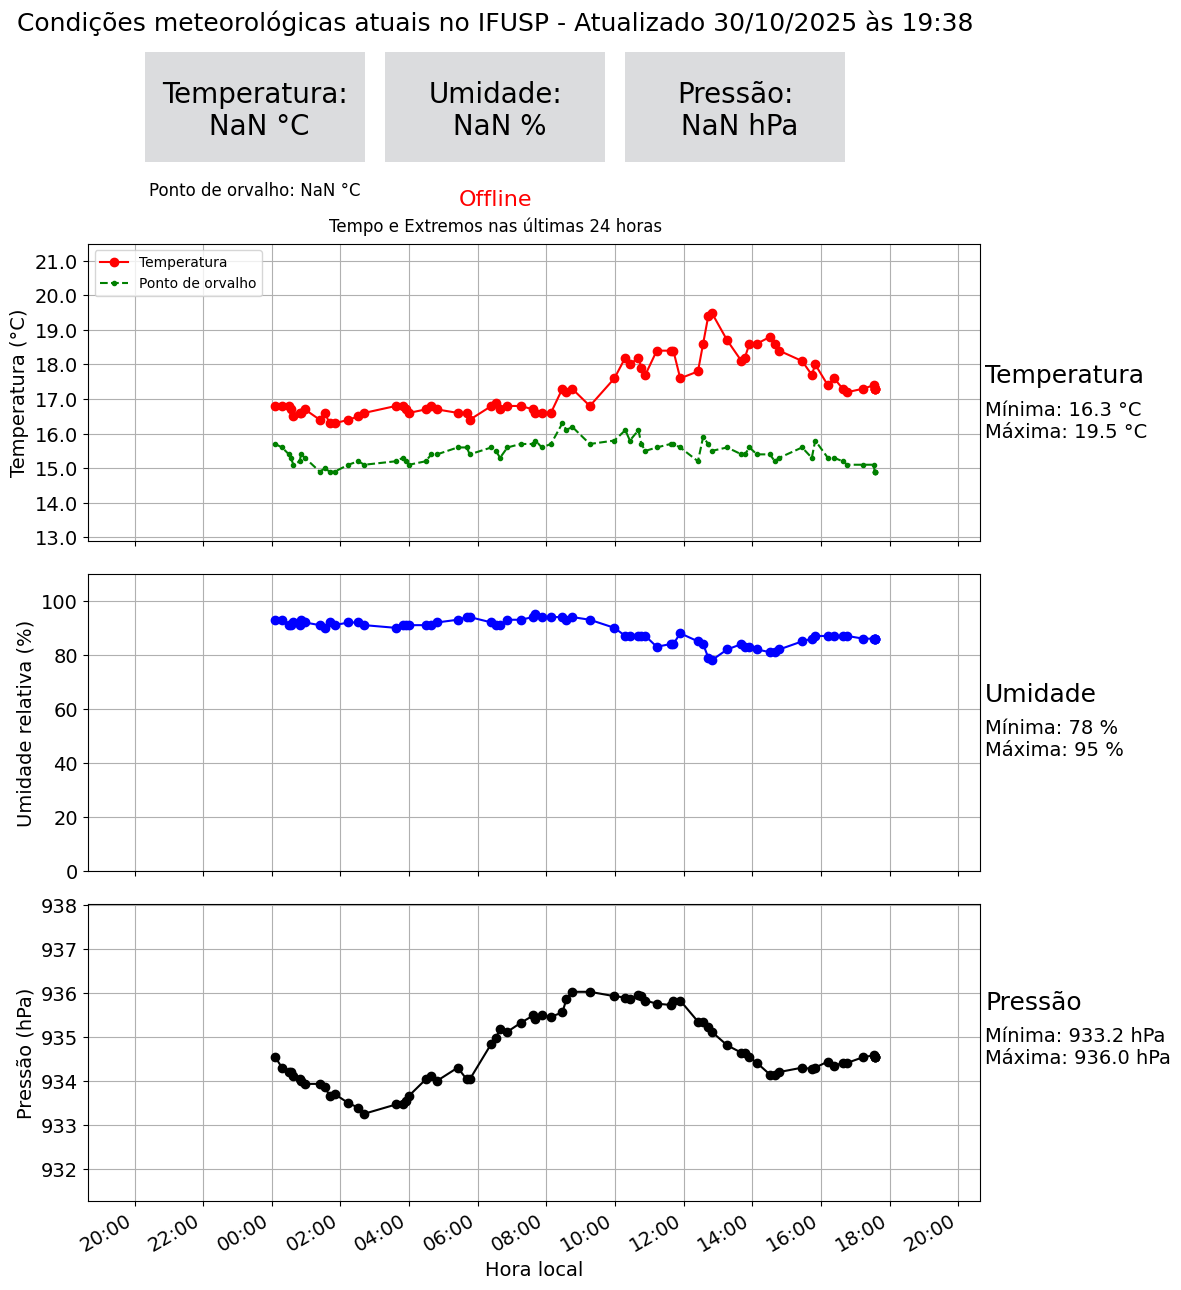 Condições meteorológicas atuais no IFUSP - Atualizado 30/10/2025 às 19:38
Temperatura:
NaN °C
Umidade:
NaN %
Pressão:
NaN hPa
Ponto de orvalho: NaN °C
Offline
Tempo e Extremos nas últimas 24 horas
Temperatura (°C)
21.0
20.0
19.0
18.0
17.0
16.0
15.0
14.0
13.0
Temperatura
Ponto de orvalho
Temperatura
Mínima: 16.3 °C
Máxima: 19.5 °C
Umidade relativa (%)
100
80
60
40
20
0
Umidade
Mínima: 78 %
Máxima: 95 %
Pressão (hPa)
938
937
936
935
934
933
932
Pressão
Mínima: 933.2 hPa
Máxima: 936.0 hPa
20:00
22:00
00:00
02:00
04:00
06:00
08:00
10:00
12:00
14:00
16:00
18:00
20:00
Hora local